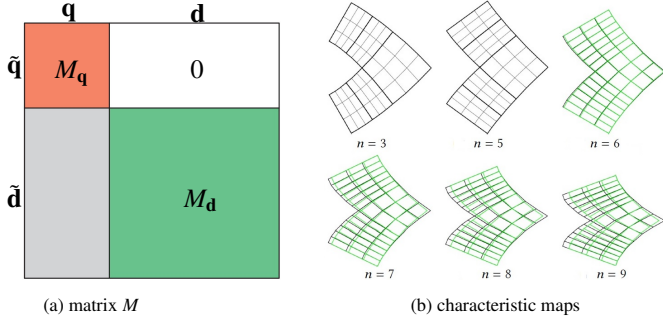 q d
q̃ M_q 0
d̃ M_d
n = 3 n = 5 n = 6
n = 7 n = 8 n = 9
(a) matrix M (b) characteristic maps